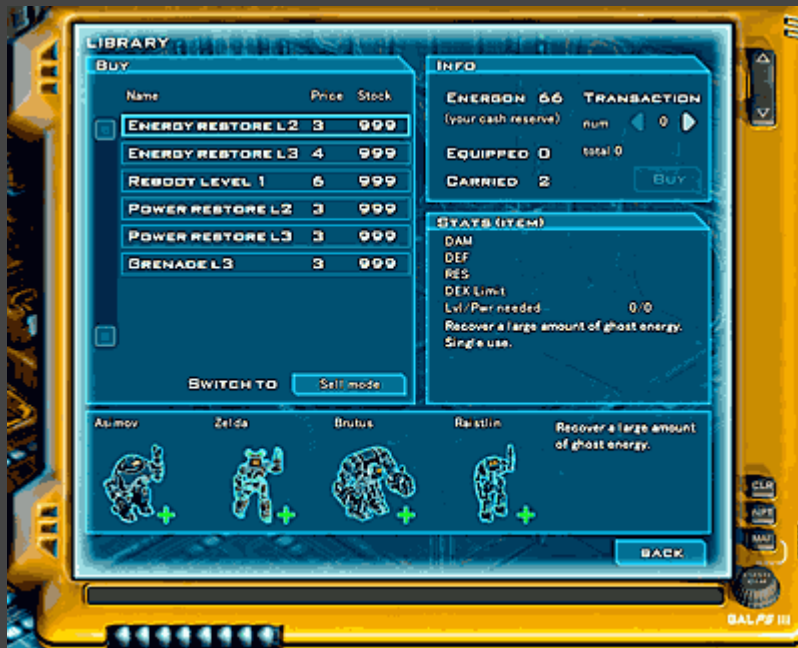 LIBRARY
BUY
Name Price Stock
ENERGY RESTORE L2 3 999
ENERGY RESTORE L3 4 999
REBOOT LEVEL 1 6 999
POWER RESTORE L2 3 999
POWER RESTORE L3 3 999
GRENADE L3 3 999
SWITCH TO Sell mode
INFO
ENERGON 66 TRANSACTION
(your cash reserve) num 0
EQUIPPED 0 total 0
CARRIED 2 BUY
STATS (ITEM)
DAM
DEF
RES
DEX Limit
Lvl/Pwr needed 0/0
Recover a large amount of ghost energy.
Single use.
Asimov Zelda Brutus Raistlin
Recover a large amount
of ghost energy.
BACK
CLR